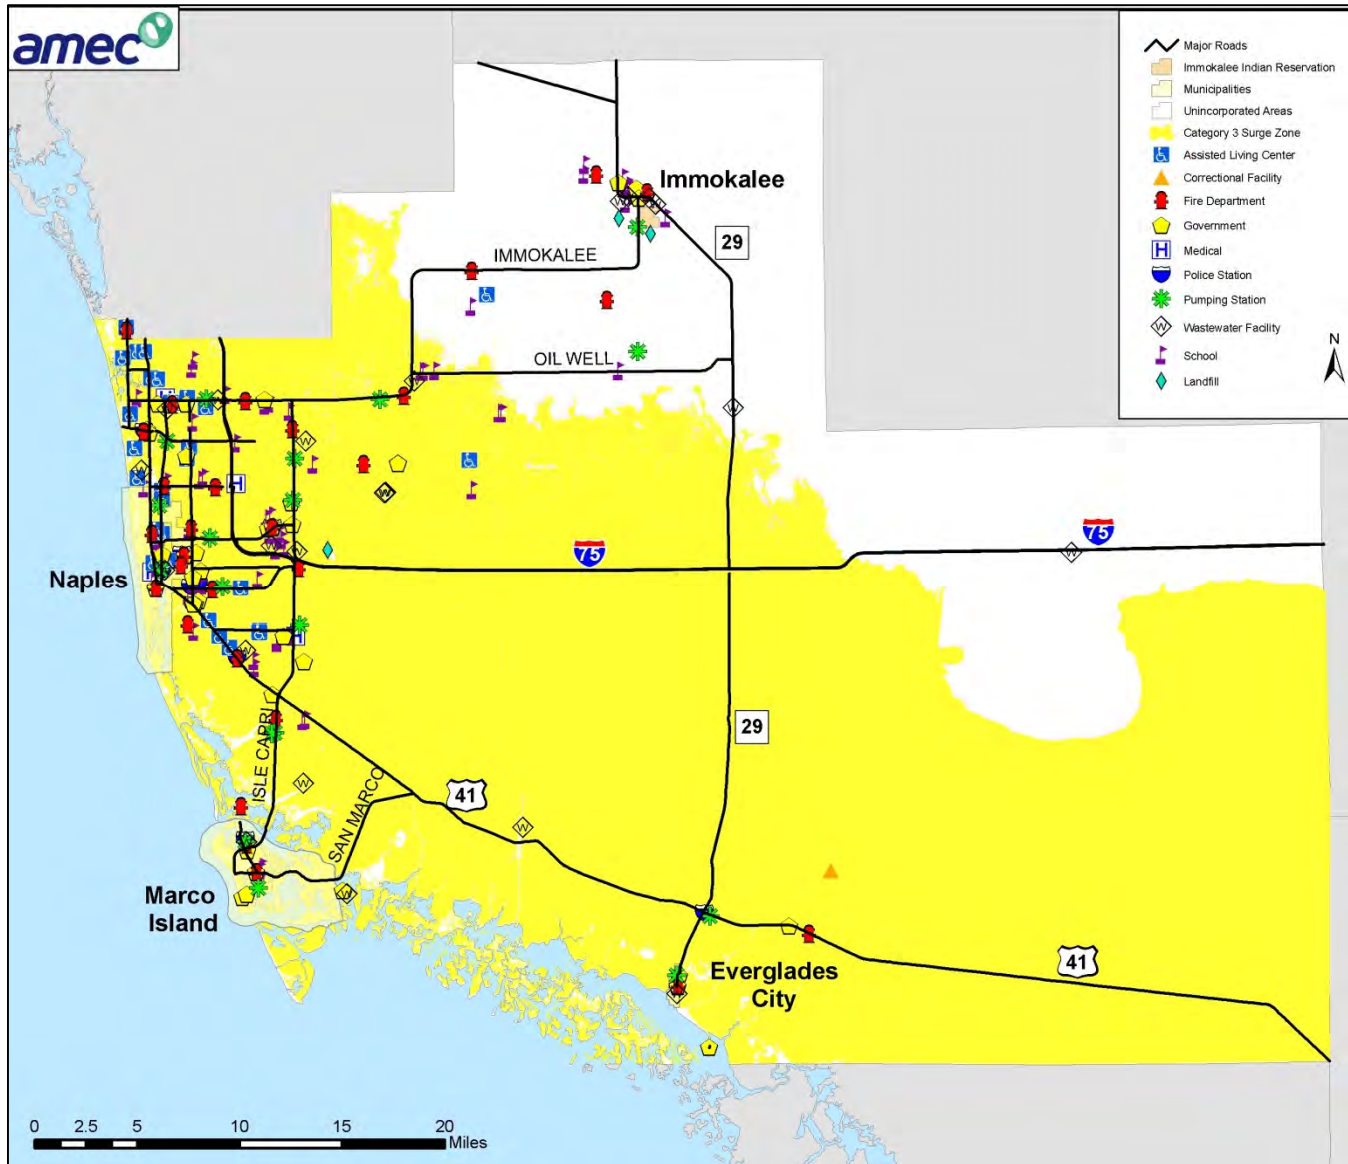 amec
Major Roads
Immokalee Indian Reservation
Municipalities
Unincorporated Areas
Category 3 Surge Zone
Assisted Living Center
Correctional Facility
Fire Department
Government
H Medical
Police Station
Pumping Station
W Wastewater Facility
School
Landfill
N
Immokalee
29
IMMOKALEE
OIL WELL
75
75
Naples
29
ISLE CAPRI
SAN MARCO
41
Marco
Island
Everglades
City
41
0 2.5 5 10 15 20
Miles